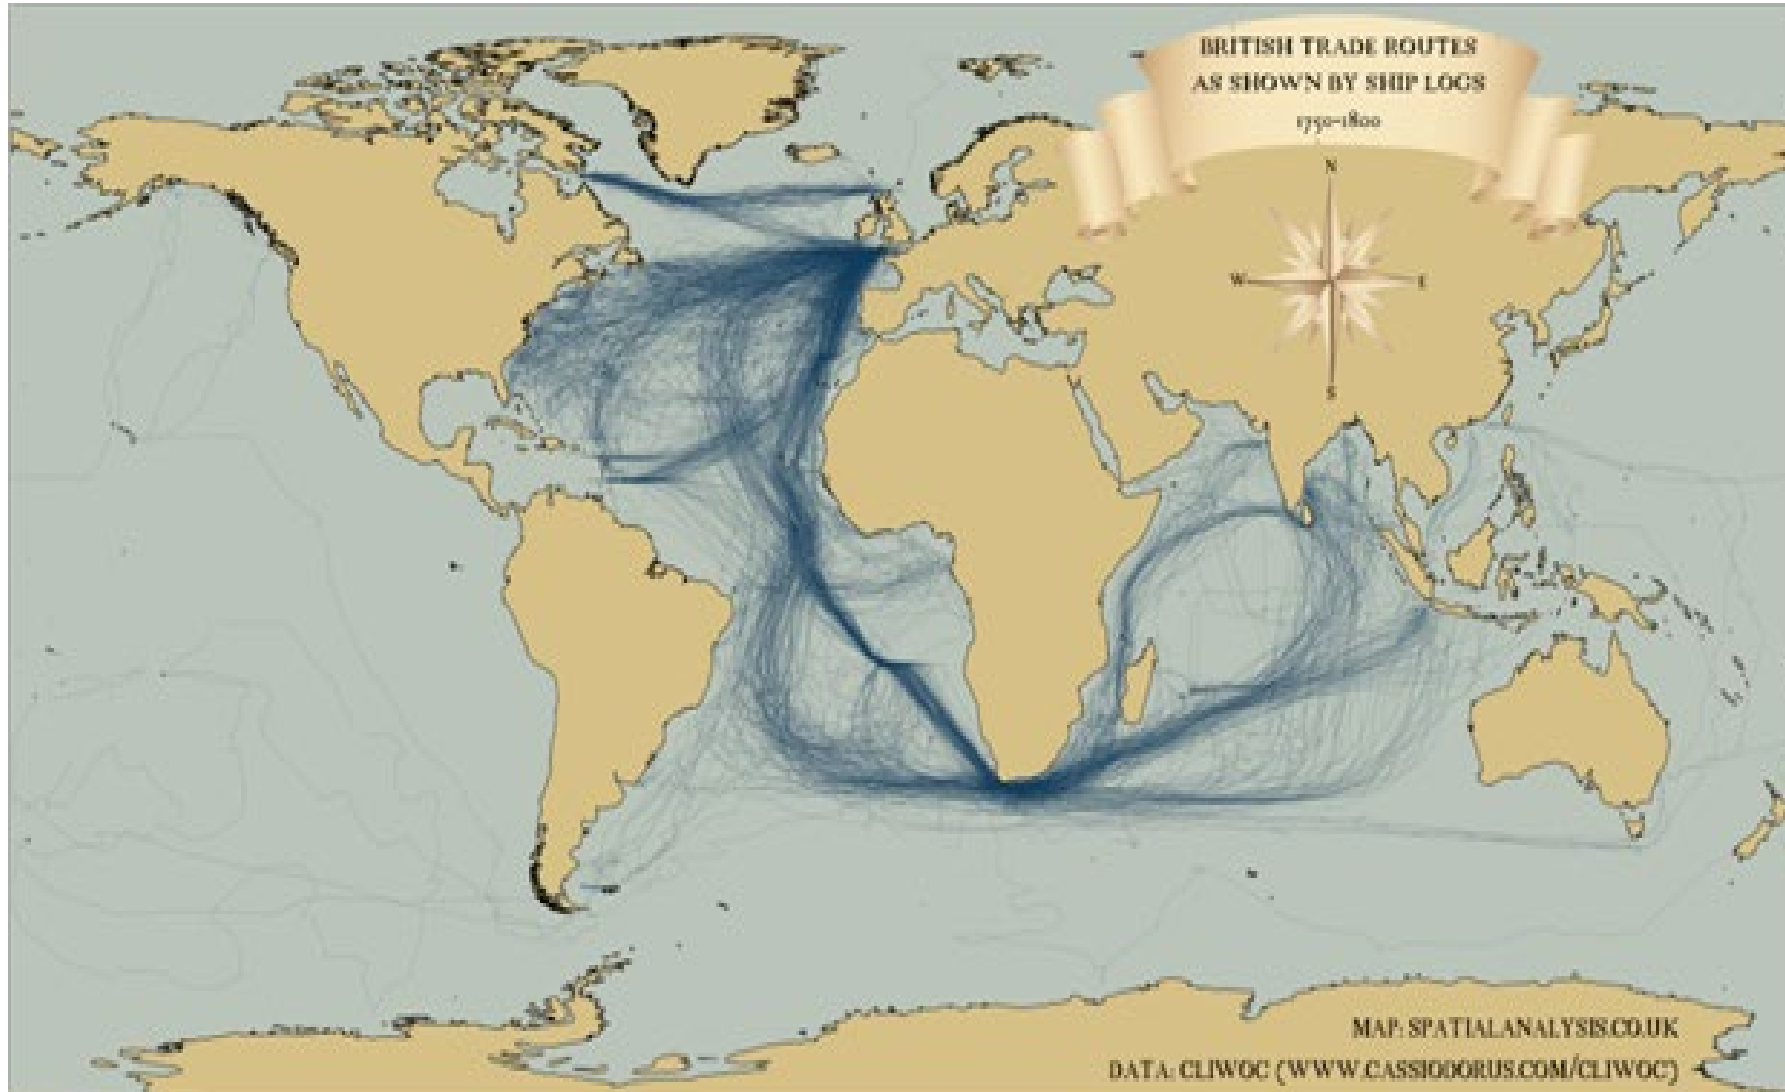 BRITISH TRADE ROUTES
AS SHOWN BY SHIP LOGS
1750-1800
N
W
E
S
MAP: SPATIALANALYSIS.CO.UK
DATA: CLIWOC (WWW.CASSIODORUS.COM/CLIWOC)